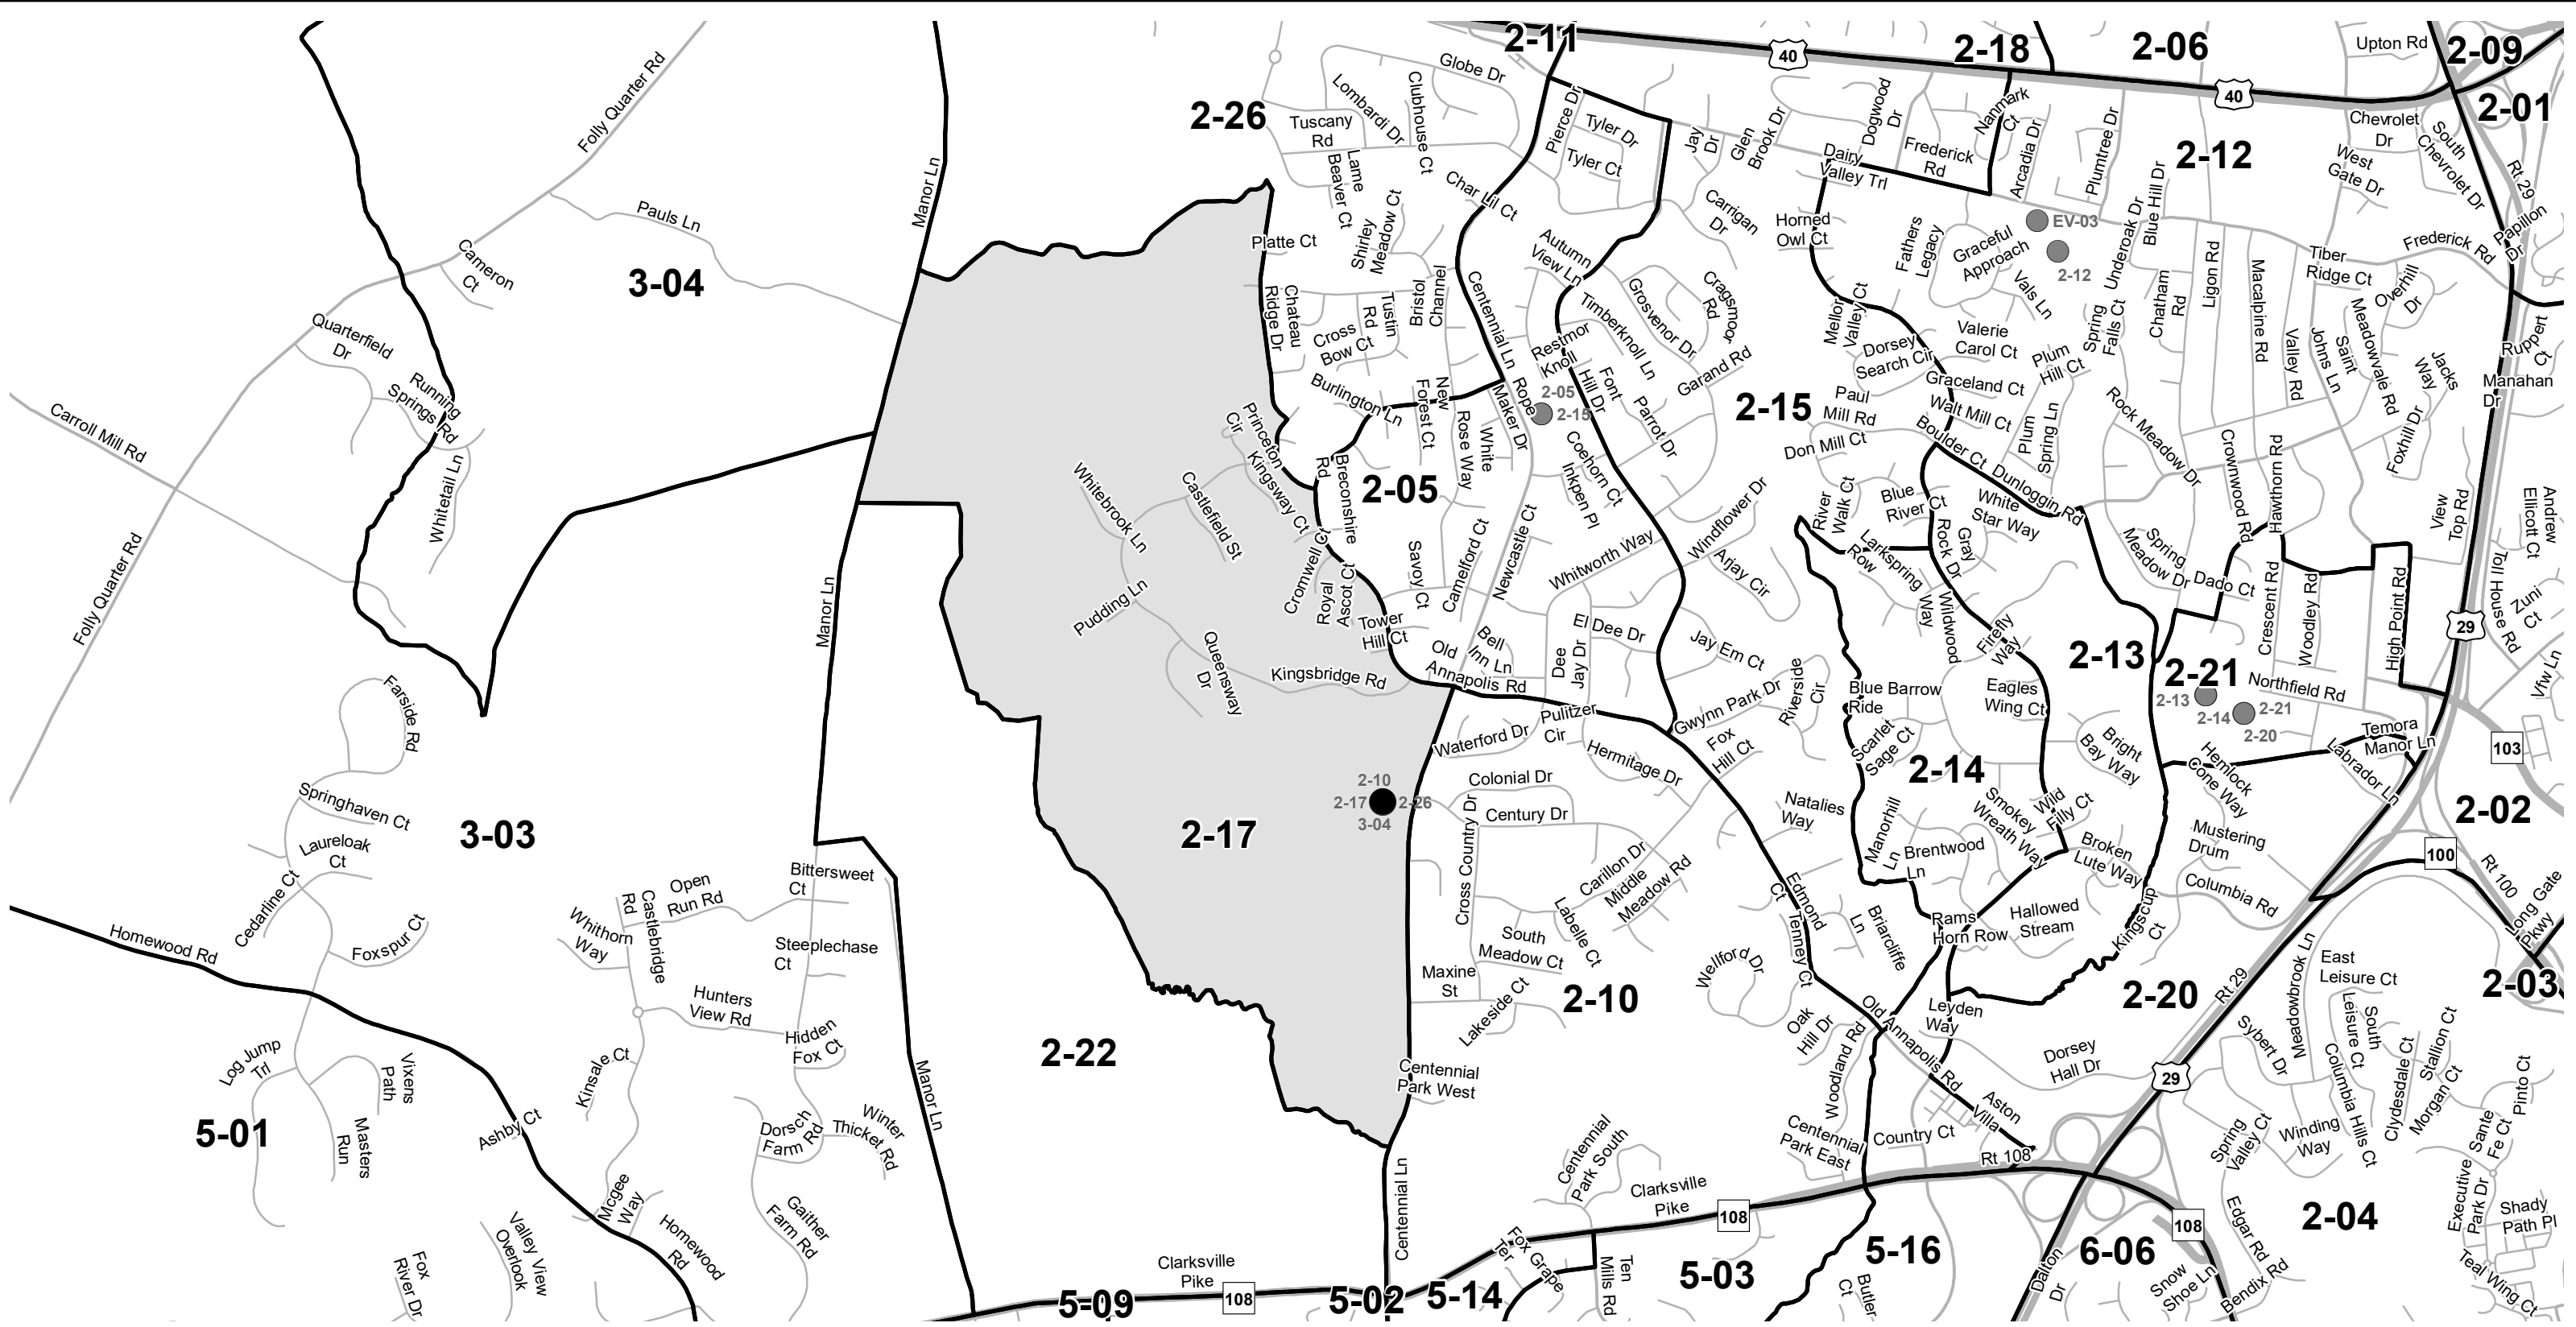 2-11
40
2-18
2-06
Upton Rd
2-09
Folly Quarter Rd
Globe Dr
2-26
Lombardi Dr
Clubhouse Ct
Tuscany
Rd
Pierce Dr
Tyler Dr
Tyler Ct
Jay
Dr
Glen
Brook Dr
Dogwood
Dr
Nanmark
Ct
40
2-01
Chevrolet
Dr
South
Chevrolet Dr
Frederick
Rd
Dairy
Valley Trl
Arcadia Dr
Plumtree Dr
2-12
West
Gate Dr
Rt 29
Manor Ln
Lame
Beaver Ct
Char Lil Ct
Pauls Ln
Shirley
Meadow Ct
Platte Ct
Carrigan
Dr
Horned
Owl Ct
Fathers
Legacy
Graceful
Approach
EV-03
2-12
Underoak Dr
Blue Hill Dr
Papillon
Dr
Frederick Rd
Tiber
Ridge Ct
Cameron
Ct
3-04
Autumn
View Ln
Vals Ln
Ligon Rd
Macalpine Rd
Overhill
Dr
Chateau
Ridge Dr
Tustin
Rd
Bristol
Channel
Centennial Ln
Grosvenor Dr
Cragsmoor
Rd
Mellor
Valley Ct
Chatham
Rd
Spring
Falls Ct
Quarterfield
Dr
Cross
Bow Ct
Restmor
Knoll
Timberknoll Ln
Garand Rd
Dorsey
Search Cir
Valerie
Carol Ct
Plum
Hill Ct
Valley Rd
Johns Ln
Saint
Meadowvale Rd
Jacks
Way
Ruppert
Ct
Manahan
Dr
Running
Springs Rd
Carroll Mill Rd
Burlington Ln
New
Forest Ct
Rope
Maker Dr
2-05
2-15
Font
Hill Dr
Parrot Dr
2-15
Paul
Mill Rd
Graceland Ct
Walt Mill Ct
Rock Meadow Dr
Foxhill Dr
Princeton
Cir
White
Rose Way
Don Mill Ct
Boulder Ct
Plum
Spring Ln
Crownwood Rd
Hawthorn Rd
Whitetail Ln
Whitebrook Ln
Castlefield St
Kingsway Ct
Breconshire
Rd
2-05
Coehorn Ct
Inkpen Pl
Dunloggin Rd
River
Walk Ct
Blue
River Ct
White
Star Way
View
Top Rd
Andrew
Ellicott Ct
Folly Quarter Rd
Cromwell Ct
Savoy Ct
Camelford Ct
Newcastle Ct
Whitworth Way
Windflower Dr
Arjay Cir
Larkspring
Row
Way
Gray
Rock Dr
Spring
Meadow Dr
Dado Ct
Toll House Rd
Pudding Ln
Royal
Ascot Ct
Manor Ln
Tower
Hill Ct
Old
Annapolis Rd
Bell
Inn Ln
El Dee Dr
Dee
Jay Dr
Jay Em Ct
Wildwood
Firefly
Way
2-13
2-21
Crescent Rd
Woodley Rd
High Point Rd
29
Zuni
Ct
Queensway
Dr
Kingsbridge Rd
Farside Rd
Riverside
Cir
Gwynn Park Dr
Blue Barrow
Ride
Eagles
Wing Ct
2-13
2-14
2-21
2-20
Northfield Rd
Vfw Ln
Waterford Dr
Pulitzer
Cir
Hermitage Dr
Fox
Hill Ct
Scarlet
Sage Ct
Bright
Bay Way
Temora
Manor Ln
Labrador Ln
103
Springhaven Ct
3-03
2-17
2-10
2-17
2-26
3-04
Colonial Dr
Century Dr
Natalies
Way
2-14
Hemlock
Cone Way
2-02
Laureloak
Ct
Smokey
Wreath Way
Wild
Filly Ct
Mustering
Drum
100
Rt 100
Bittersweet
Ct
Cross Country Dr
Carillon Dr
Middle
Meadow Rd
Manorhill
Ln
Brentwood
Ln
Broken
Lute Way
Columbia Rd
Long Gate
Pkwy
Cedarline Ct
Castlebridge
Rd
Open
Run Rd
Whithorn
Way
Labelle Ct
Edmond
Ct
Tenney Ct
Briarcliffe
Ln
Rams
Horn Row
Hallowed
Stream
Kingscup
Ct
Homewood Rd
Foxspur Ct
Steeplechase
Ct
South
Meadow Ct
Maxine
St
Wellford Dr
East
Leisure Ct
2-03
Hunters
View Rd
Lakeside Ct
2-10
Old Annapolis Rd
Leyden
Way
2-20
Rt 29
Meadowbrook Ln
Log Jump
Trl
Vixens
Path
Kinsale Ct
Hidden
Fox Ct
2-22
Centennial
Park West
Oak
Hill Dr
Woodland Rd
Dorsey
Hall Dr
29
Sybert Dr
South
Leisure Ct
Columbia Hills Ct
Clydesdale Ct
Stallion Ct
Morgan Ct
Pinto Ct
5-01
Masters
Run
Ashby Ct
Dorsch
Farm Rd
Winter
Thicket Rd
Manor Ln
Centennial
Park South
Centennial
Park East
Country Ct
Aston
Villa
Rt 108
Spring
Valley Ct
Winding
Way
Sante
Fe Ct
Mcgee
Way
Gaither
Farm Rd
Centennial Ln
Clarksville
Pike
108
108
Edgar Rd
2-04
Executive
Park Dr
Shady
Path Pl
Fox
River Dr
Valley View
Overlook
Homewood
Rd
Clarksville
Pike
108
5-09
5-02
5-14
Fox Grape
Ter
Ten
Mills Rd
5-03
5-16
Butler
Ct
Dalton
Dr
6-06
Snow
Shoe Ln
Bendix Rd
Teal Wing Ct